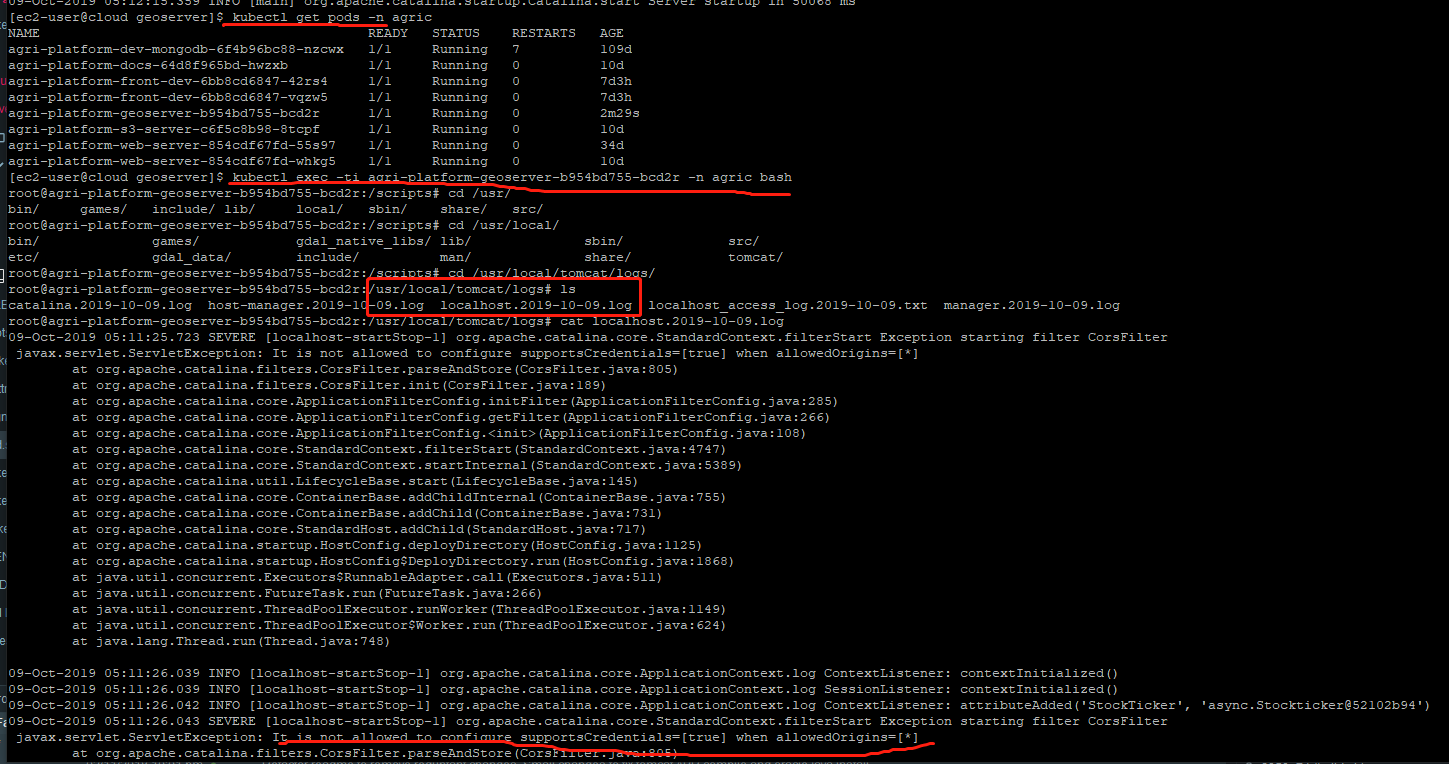 09-Oct-2019 05:12:15.359 INFO [main] org.apache.catalina.startup.Catalina.start Server startup in 50068 ms
[ec2-user@cloud geoserver]$ kubectl get pods -n agric
NAME READY STATUS RESTARTS AGE
agri-platform-dev-mongodb-6f4b96bc88-nzcwx 1/1 Running 7 109d
agri-platform-docs-64d8f965bd-hwzxb 1/1 Running 0 10d
agri-platform-front-dev-6bb8cd6847-42rs4 1/1 Running 0 7d3h
agri-platform-front-dev-6bb8cd6847-vqzw5 1/1 Running 0 7d3h
agri-platform-geoserver-b954bd755-bcd2r 1/1 Running 0 2m29s
agri-platform-s3-server-c6f5c8b98-8tcpf 1/1 Running 0 10d
agri-platform-web-server-854cdf67fd-55s97 1/1 Running 0 34d
agri-platform-web-server-854cdf67fd-whkg5 1/1 Running 0 10d
[ec2-user@cloud geoserver]$ kubectl exec -ti agri-platform-geoserver-b954bd755-bcd2r -n agric bash
root@agri-platform-geoserver-b954bd755-bcd2r:/scripts# cd /usr/
bin/ games/ include/ lib/ local/ sbin/ share/ src/
root@agri-platform-geoserver-b954bd755-bcd2r:/scripts# cd /usr/local/
bin/ games/ gdal_native_libs/ lib/ sbin/ src/
etc/ gdal_data/ include/ man/ share/ tomcat/
root@agri-platform-geoserver-b954bd755-bcd2r:/scripts# cd /usr/local/tomcat/logs/
root@agri-platform-geoserver-b954bd755-bcd2r:/usr/local/tomcat/logs# ls
catalina.2019-10-09.log host-manager.2019-10-09.log localhost.2019-10-09.log localhost_access_log.2019-10-09.txt manager.2019-10-09.log
root@agri-platform-geoserver-b954bd755-bcd2r:/usr/local/tomcat/logs# cat localhost.2019-10-09.log
09-Oct-2019 05:11:25.723 SEVERE [localhost-startStop-1] org.apache.catalina.core.StandardContext.filterStart Exception starting filter CorsFilter
javax.servlet.ServletException: It is not allowed to configure supportsCredentials=[true] when allowedOrigins=[*]
at org.apache.catalina.filters.CorsFilter.parseAndStore(CorsFilter.java:805)
at org.apache.catalina.filters.CorsFilter.init(CorsFilter.java:189)
at org.apache.catalina.core.ApplicationFilterConfig.initFilter(ApplicationFilterConfig.java:285)
at org.apache.catalina.core.ApplicationFilterConfig.getFilter(ApplicationFilterConfig.java:266)
at org.apache.catalina.core.ApplicationFilterConfig.<init>(ApplicationFilterConfig.java:108)
at org.apache.catalina.core.StandardContext.filterStart(StandardContext.java:4747)
at org.apache.catalina.core.StandardContext.startInternal(StandardContext.java:5389)
at org.apache.catalina.util.LifecycleBase.start(LifecycleBase.java:145)
at org.apache.catalina.core.ContainerBase.addChildInternal(ContainerBase.java:755)
at org.apache.catalina.core.ContainerBase.addChild(ContainerBase.java:731)
at org.apache.catalina.core.StandardHost.addChild(StandardHost.java:717)
at org.apache.catalina.startup.HostConfig.deployDirectory(HostConfig.java:1125)
at org.apache.catalina.startup.HostConfig$DeployDirectory.run(HostConfig.java:1868)
at java.util.concurrent.Executors$RunnableAdapter.call(Executors.java:511)
at java.util.concurrent.FutureTask.run(FutureTask.java:266)
at java.util.concurrent.ThreadPoolExecutor.runWorker(ThreadPoolExecutor.java:1149)
at java.util.concurrent.ThreadPoolExecutor$Worker.run(ThreadPoolExecutor.java:624)
at java.lang.Thread.run(Thread.java:748)
09-Oct-2019 05:11:26.039 INFO [localhost-startStop-1] org.apache.catalina.core.ApplicationContext.log ContextListener: contextInitialized()
09-Oct-2019 05:11:26.039 INFO [localhost-startStop-1] org.apache.catalina.core.ApplicationContext.log SessionListener: contextInitialized()
09-Oct-2019 05:11:26.042 INFO [localhost-startStop-1] org.apache.catalina.core.ApplicationContext.log ContextListener: attributeAdded('StockTicker', 'async.Stockticker@52102b94')
09-Oct-2019 05:11:26.043 SEVERE [localhost-startStop-1] org.apache.catalina.core.StandardContext.filterStart Exception starting filter CorsFilter
javax.servlet.ServletException: It is not allowed to configure supportsCredentials=[true] when allowedOrigins=[*]
at org.apache.catalina.filters.CorsFilter.parseAndStore(CorsFilter.java:805)